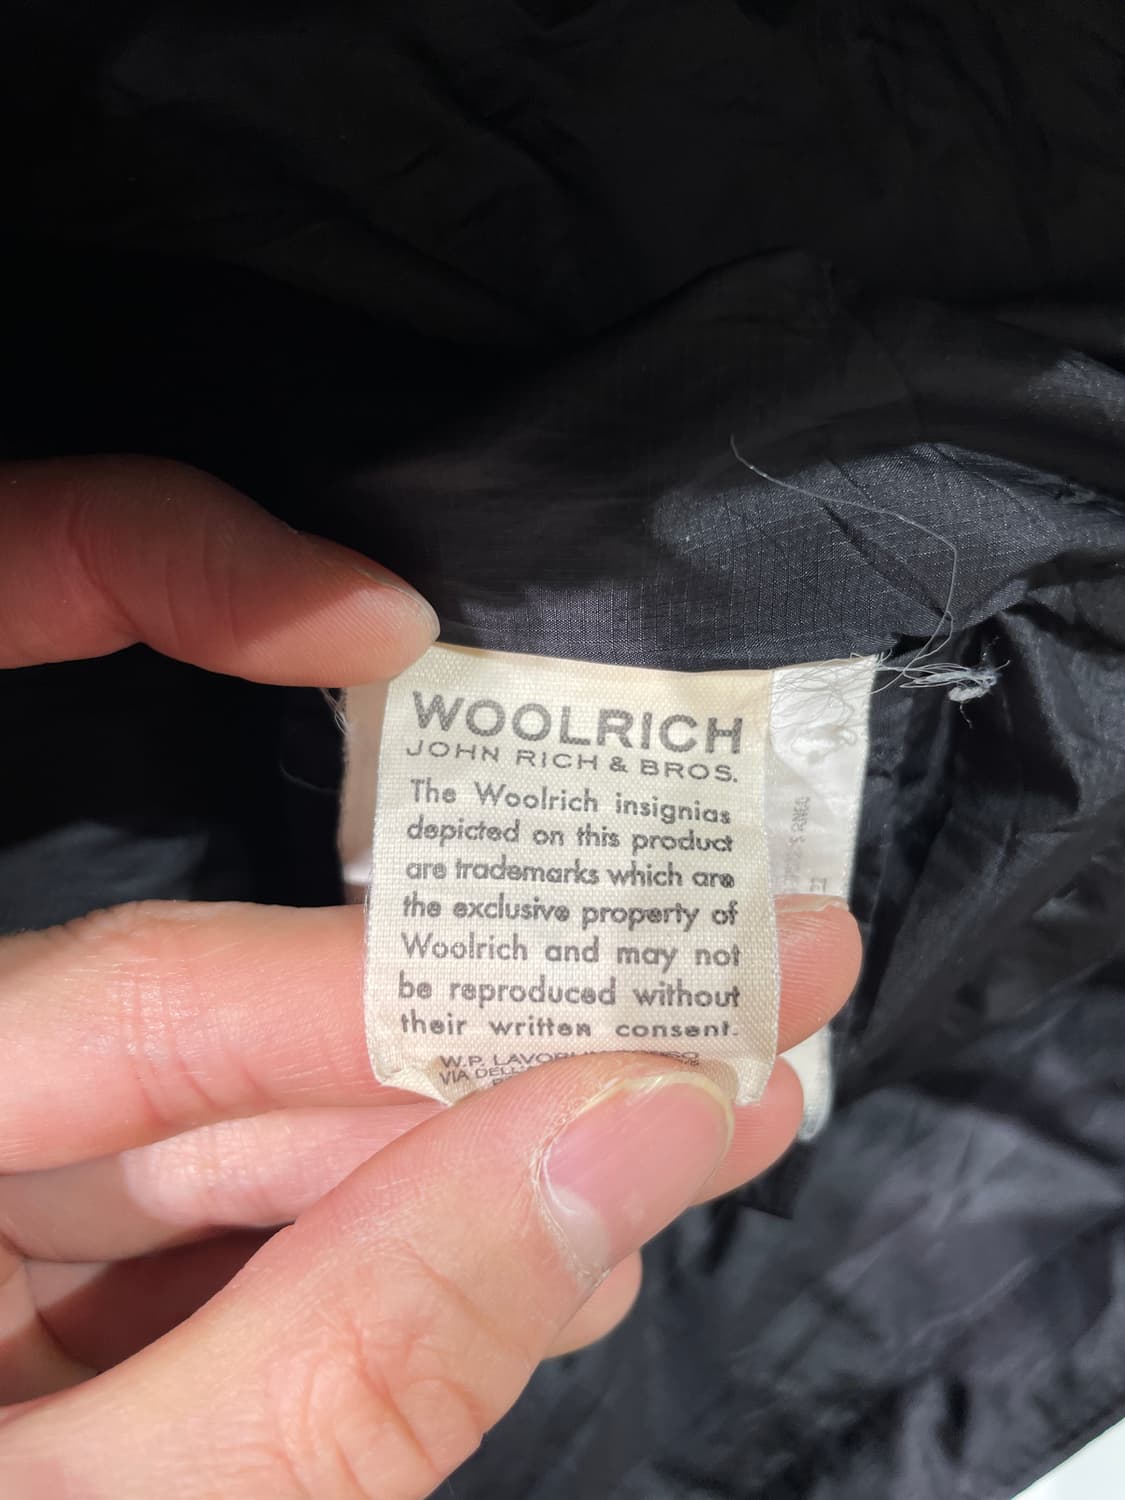 WOOLRICH
JOHN RICH & BROS.
The Woolrich insignias
depicted on this product
are trademarks which are
the exclusive property of
Woolrich and may not
be reproduced without
their written consent.
W.P.
VIA